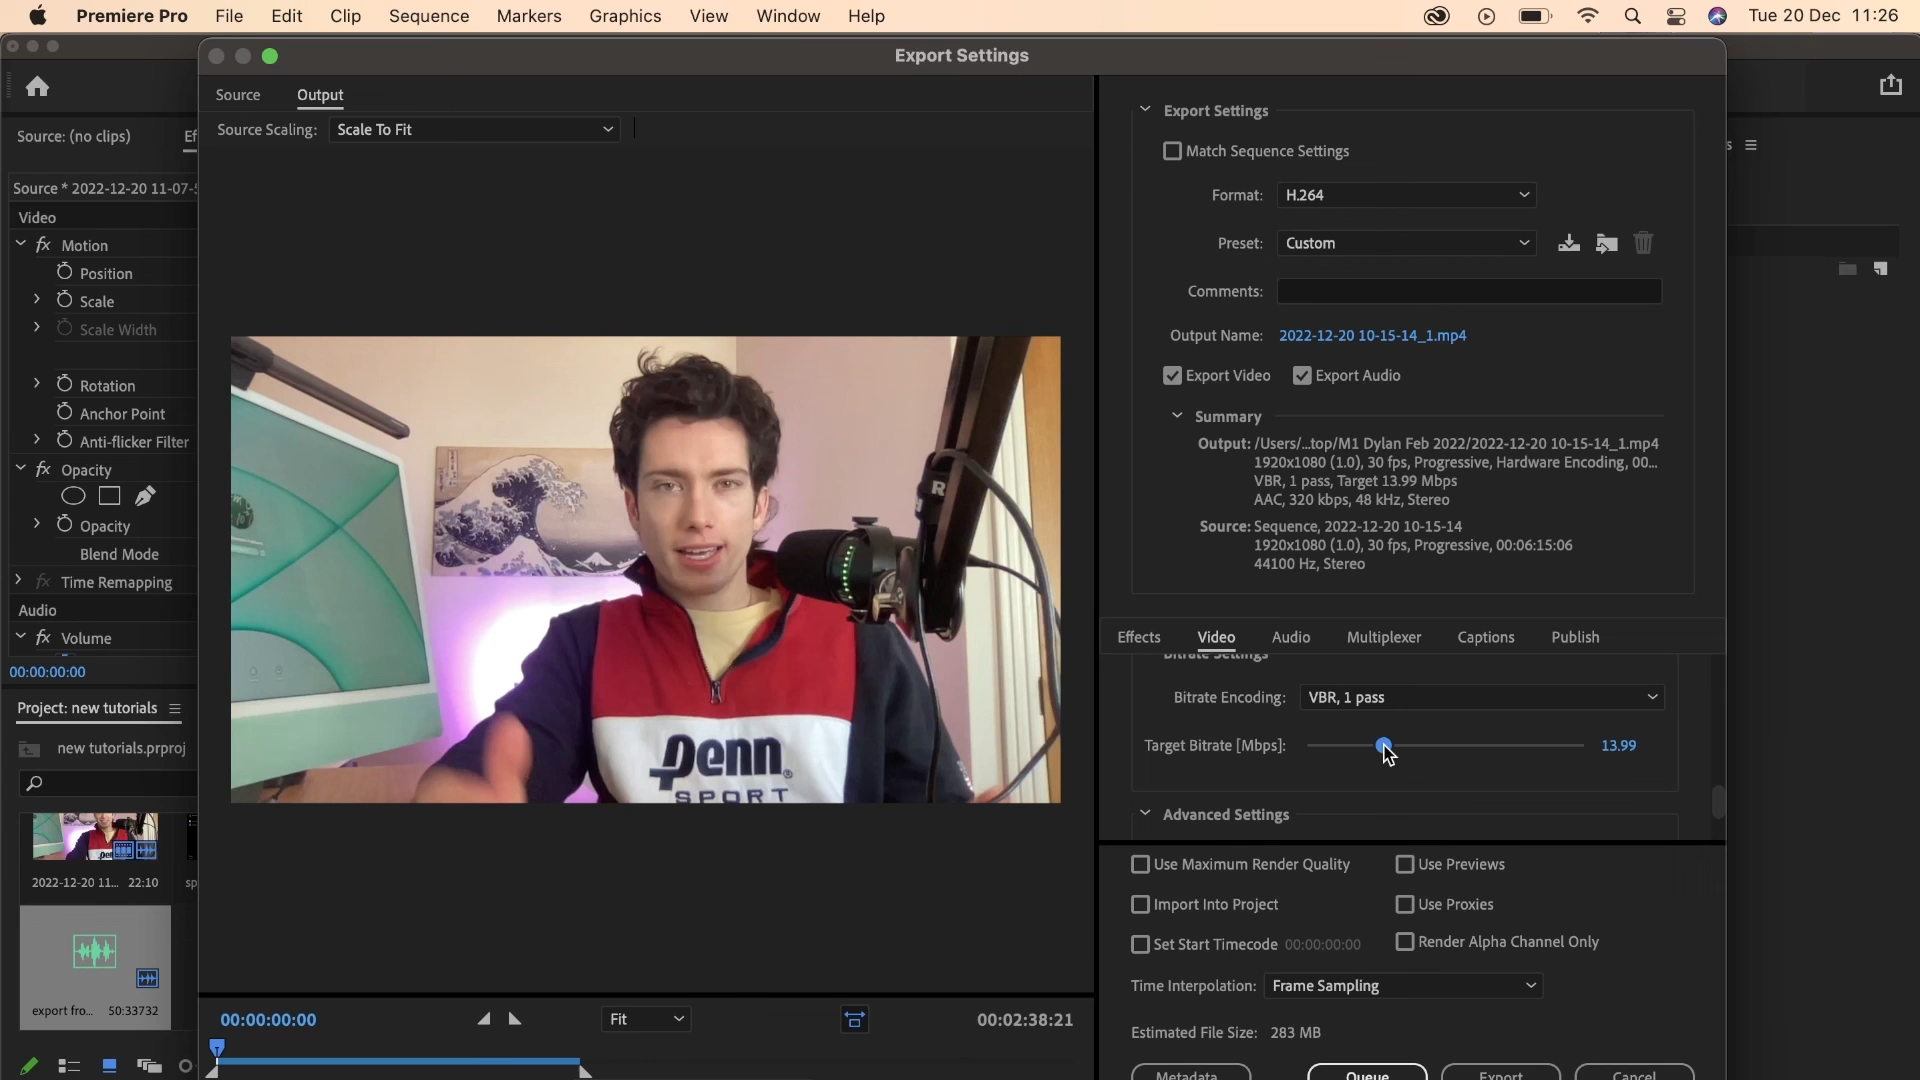 Premiere Pro File Edit Clip Sequence Markers Graphics View Window Help Tue 20 Dec 11:26
Export Settings
Source: (no clips)
Source * 2022-12-20 11-07-5
Video
fx Motion
Position
Scale
Scale Width
Rotation
Anchor Point
Anti-flicker Filter
fx Opacity
Opacity
Blend Mode
fx Time Remapping
Audio
fx Volume
00:00:00:00
Project: new tutorials
new tutorials.prproj
2022-12-20 11... 22:10
sp
export fro... 50:33732
Source Output
Source Scaling: Scale To Fit
R
Penn
SPORT
00:00:00:00 Fit 00:02:38:21
Export Settings
Match Sequence Settings
Format: H.264
Preset: Custom
Comments:
Output Name: 2022-12-20 10-15-14_1.mp4
Export Video Export Audio
Summary
Output: /Users/...top/M1 Dylan Feb 2022/2022-12-20 10-15-14_1.mp4
1920x1080 (1.0), 30 fps, Progressive, Hardware Encoding, 00...
VBR, 1 pass, Target 13.99 Mbps
AAC, 320 kbps, 48 kHz, Stereo
Source: Sequence, 2022-12-20 10-15-14
1920x1080 (1.0), 30 fps, Progressive, 00:06:15:06
44100 Hz, Stereo
Effects Video Audio Multiplexer Captions Publish
Bitrate Settings
Bitrate Encoding: VBR, 1 pass
Target Bitrate [Mbps]: 13.99
Advanced Settings
Use Maximum Render Quality Use Previews
Import Into Project Use Proxies
Set Start Timecode 00:00:00:00 Render Alpha Channel Only
Time Interpolation: Frame Sampling
Estimated File Size: 283 MB
Metadata Queue Export Cancel